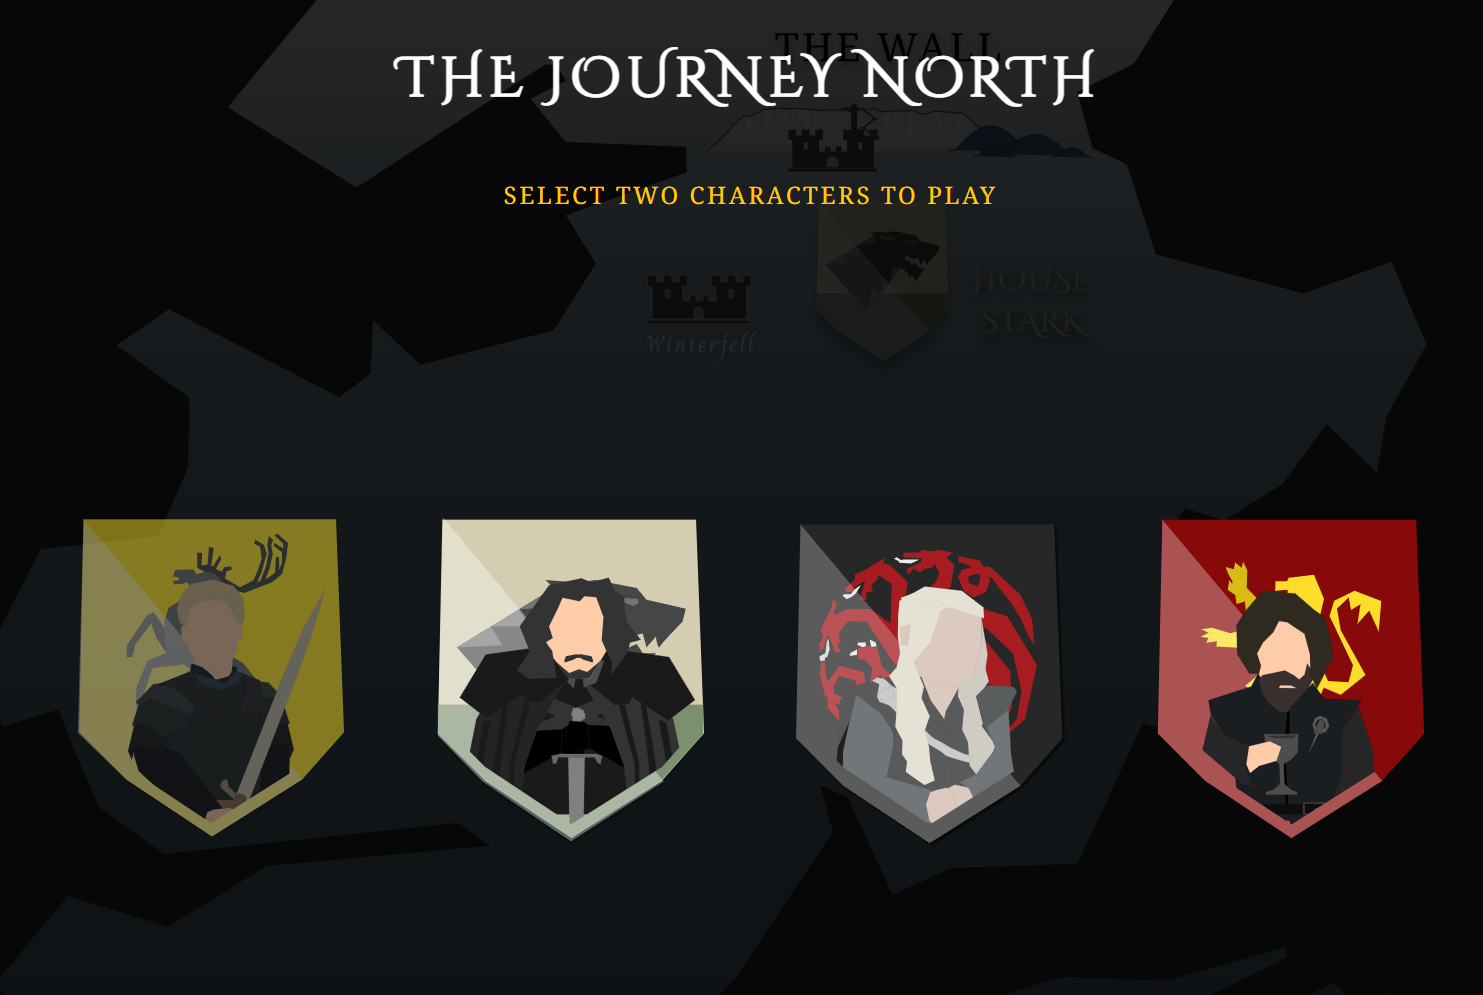 THE WALL
THE JOURNEY NORTH
SELECT TWO CHARACTERS TO PLAY
HOUSE
STARK
Winterfell